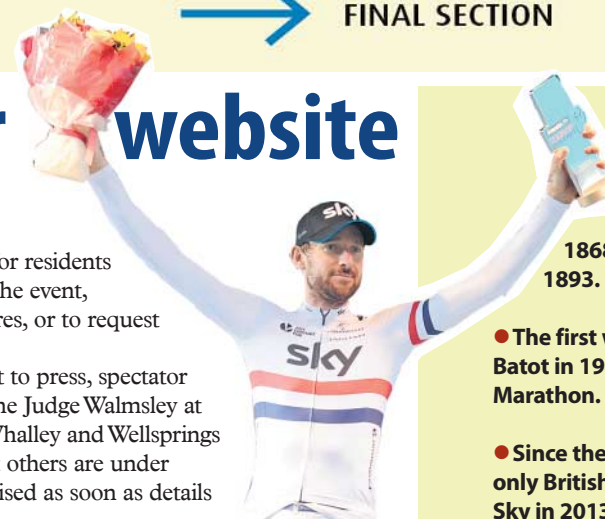 FINAL SECTION
website
or residents
he event,
res, or to request
t to press, spectator
he Judge Walmsley at
halley and Wellsprings
others are under
ised as soon as details
sky
sky
1868
1893.
● The first
Batot in 19
Marathon.
● Since the
only British
Sky in 2013